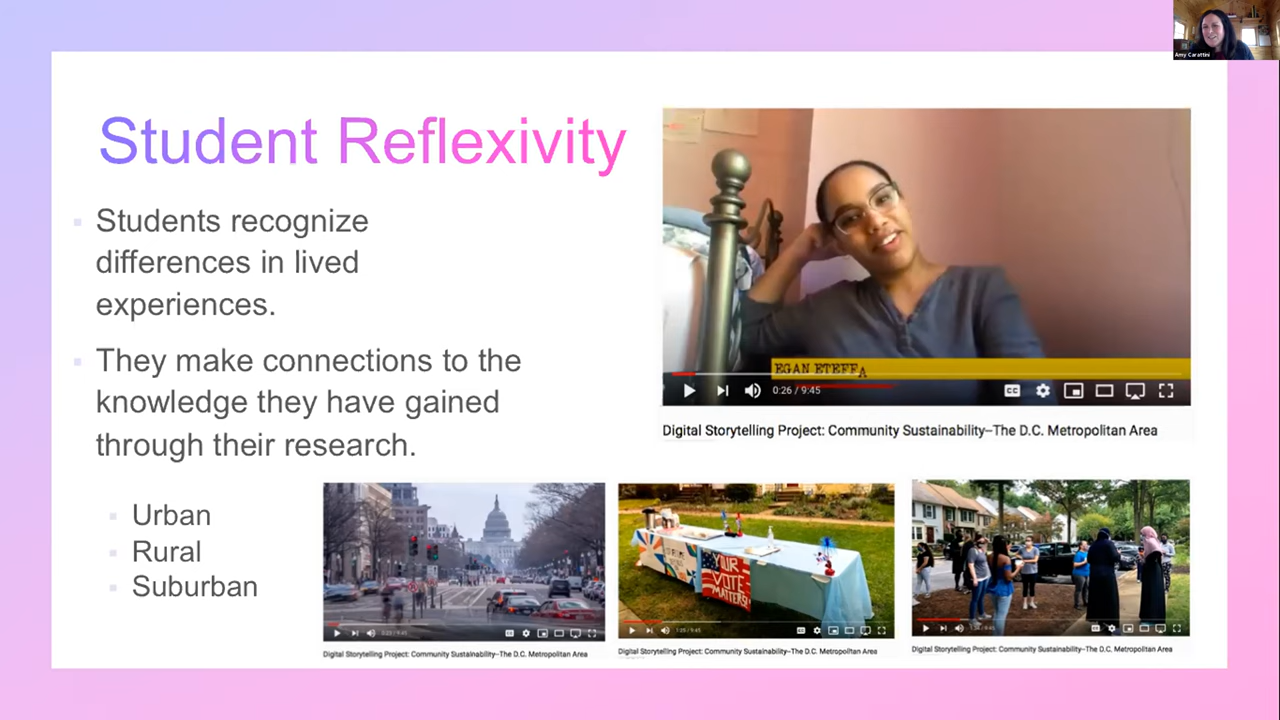 Amy Carattini
Student Reflexivity
Students recognize
differences in lived
experiences.
They make connections to the
knowledge they have gained
through their research.
Urban
Rural
Suburban
EGAN ETEFFA
0:26 / 9:45
CC
Digital Storytelling Project: Community Sustainability–The D.C. Metropolitan Area
Digital Storytelling Project: Community Sustainability–The D.C. Metropolitan Area
YOUR
VOTE
MATTERS!
Digital Storytelling Project: Community Sustainability–The D.C. Metropolitan Area
Digital Storytelling Project: Community Sustainability–The D.C. Metropolitan Area